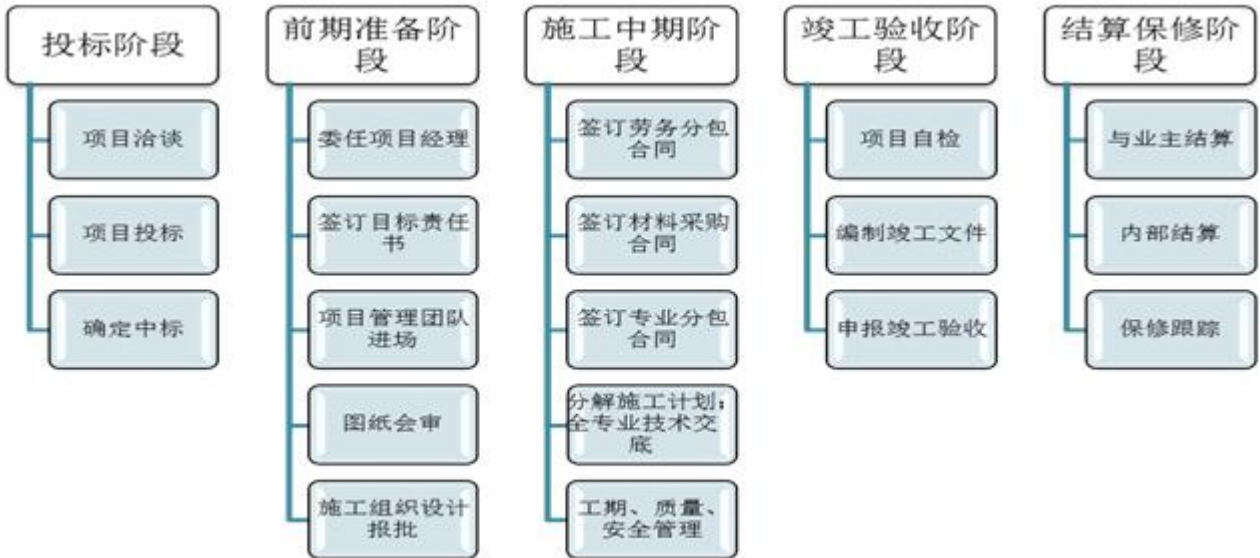 投标阶段
项目洽谈
项目投标
确定中标
前期准备阶
段
委任项目经理
签订目标责任
书
项目管理团队
进场
图纸会审
施工组织设计
报批
施工中期阶
段
签订劳务分包
合同
签订材料采购
合同
签订专业分包
合同
分解施工计划；
全专业技术交
底
工期、质量、
安全管理
竣工验收阶
段
项目自检
编制竣工文件
申报竣工验收
结算保修阶
段
与业主结算
内部结算
保修跟踪